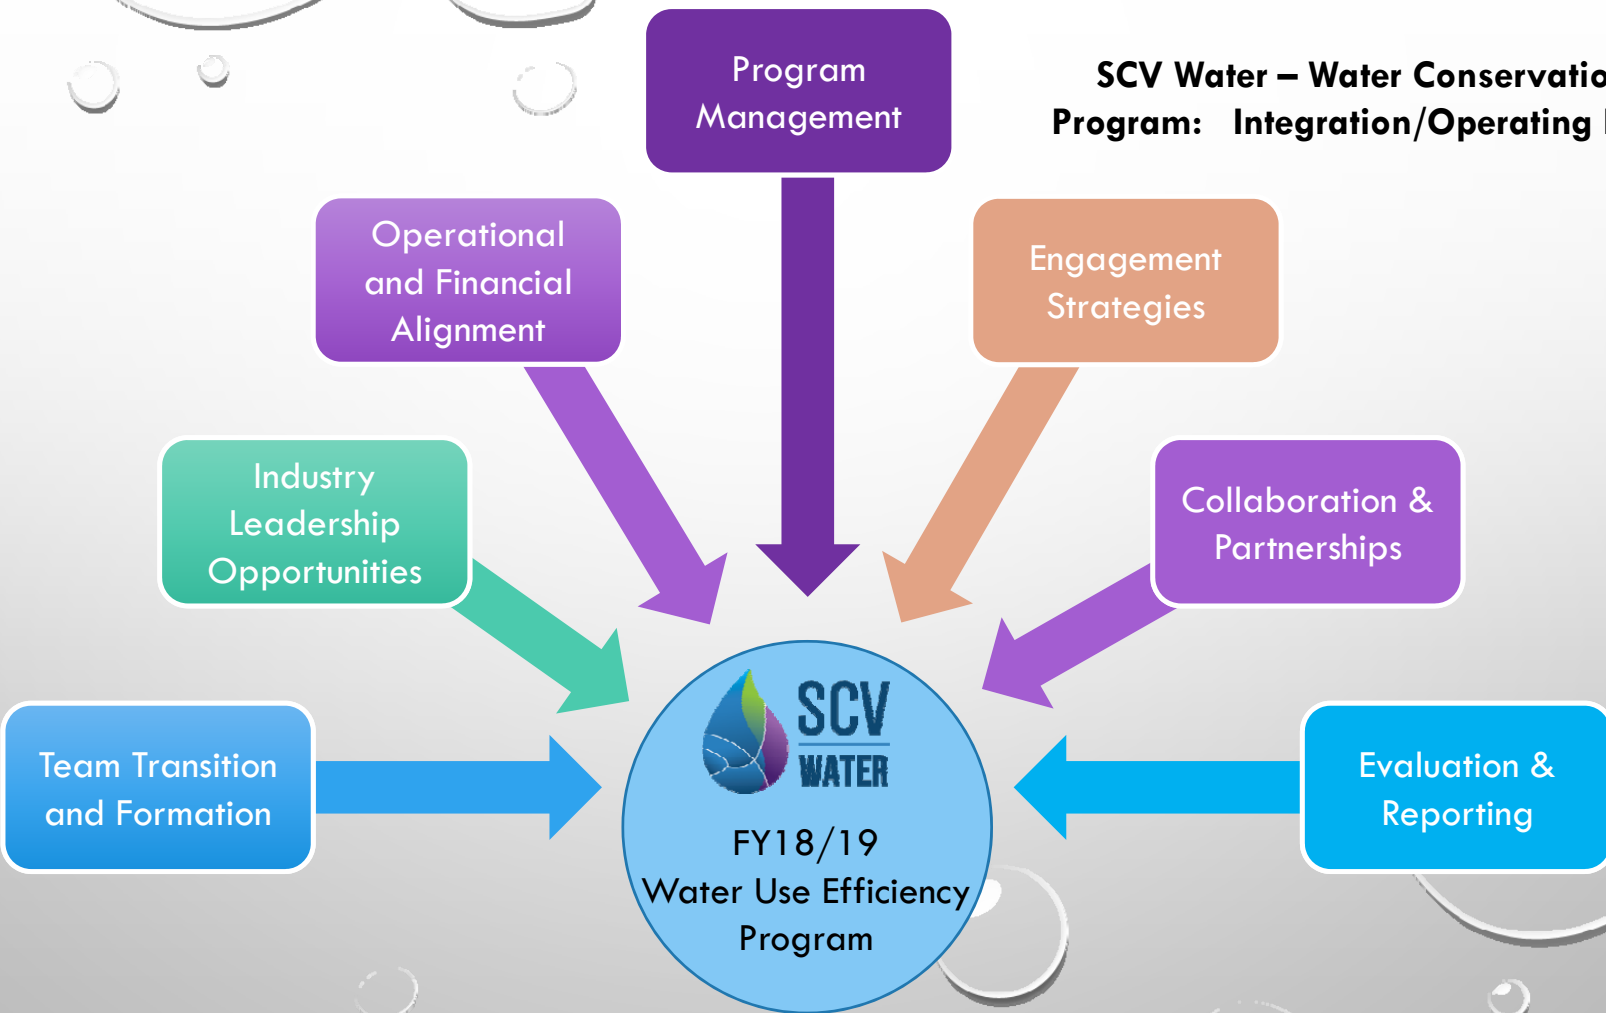 Program
Management
SCV Water – Water Conservatio
Program: Integration/Operating
Operational
and Financial
Alignment
Engagement
Strategies
Industry
Leadership
Opportunities
Collaboration &
Partnerships
Team Transition
and Formation
SCV
WATER
FY18/19
Water Use Efficiency
Program
Evaluation &
Reporting